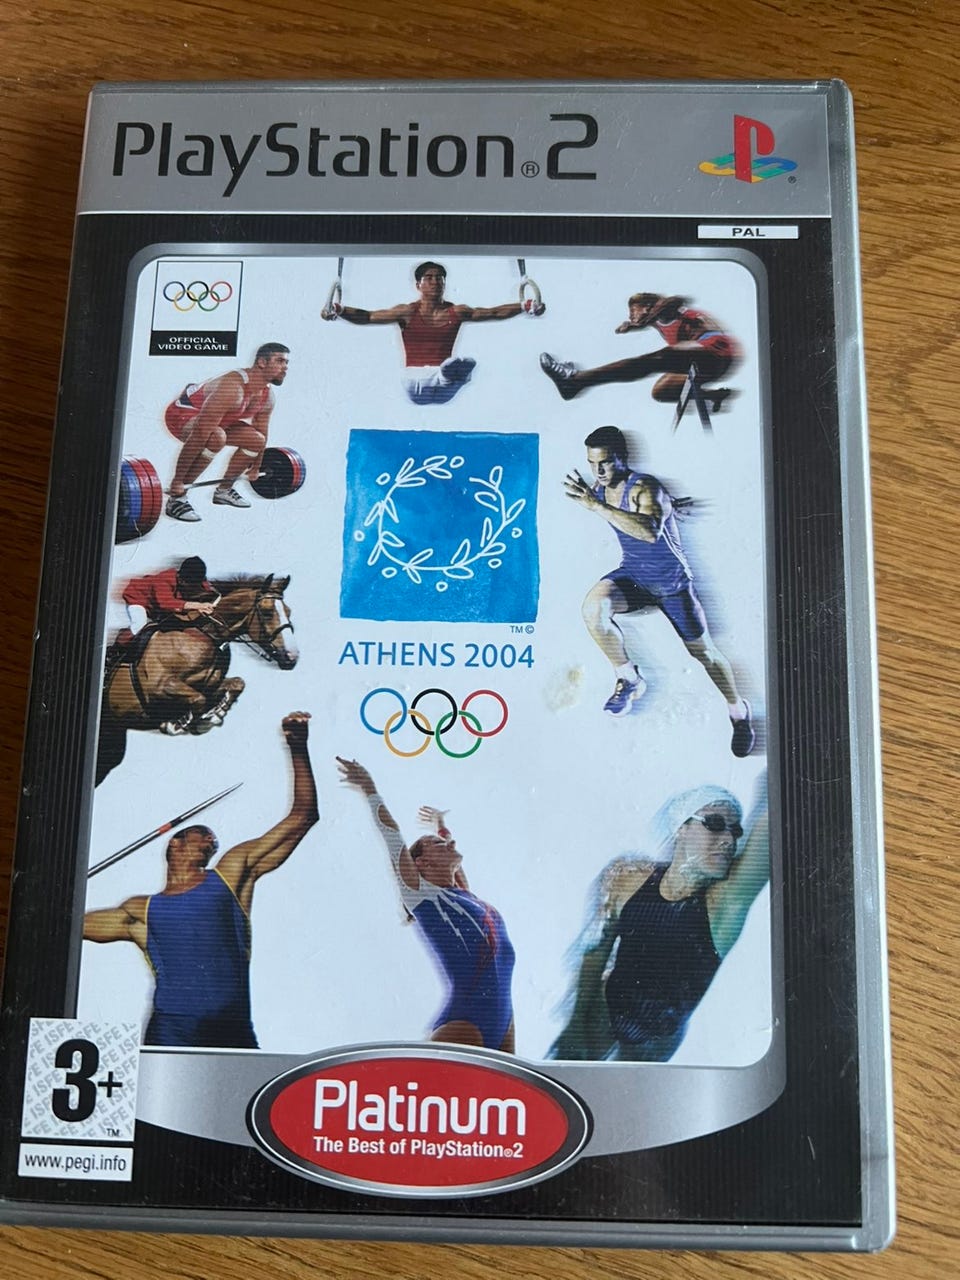 PlayStation®2
PAL
OFFICIAL
VIDEO GAME
TM©
ATHENS 2004
3+
TM
www.pegi.info
Platinum
The Best of PlayStation®2